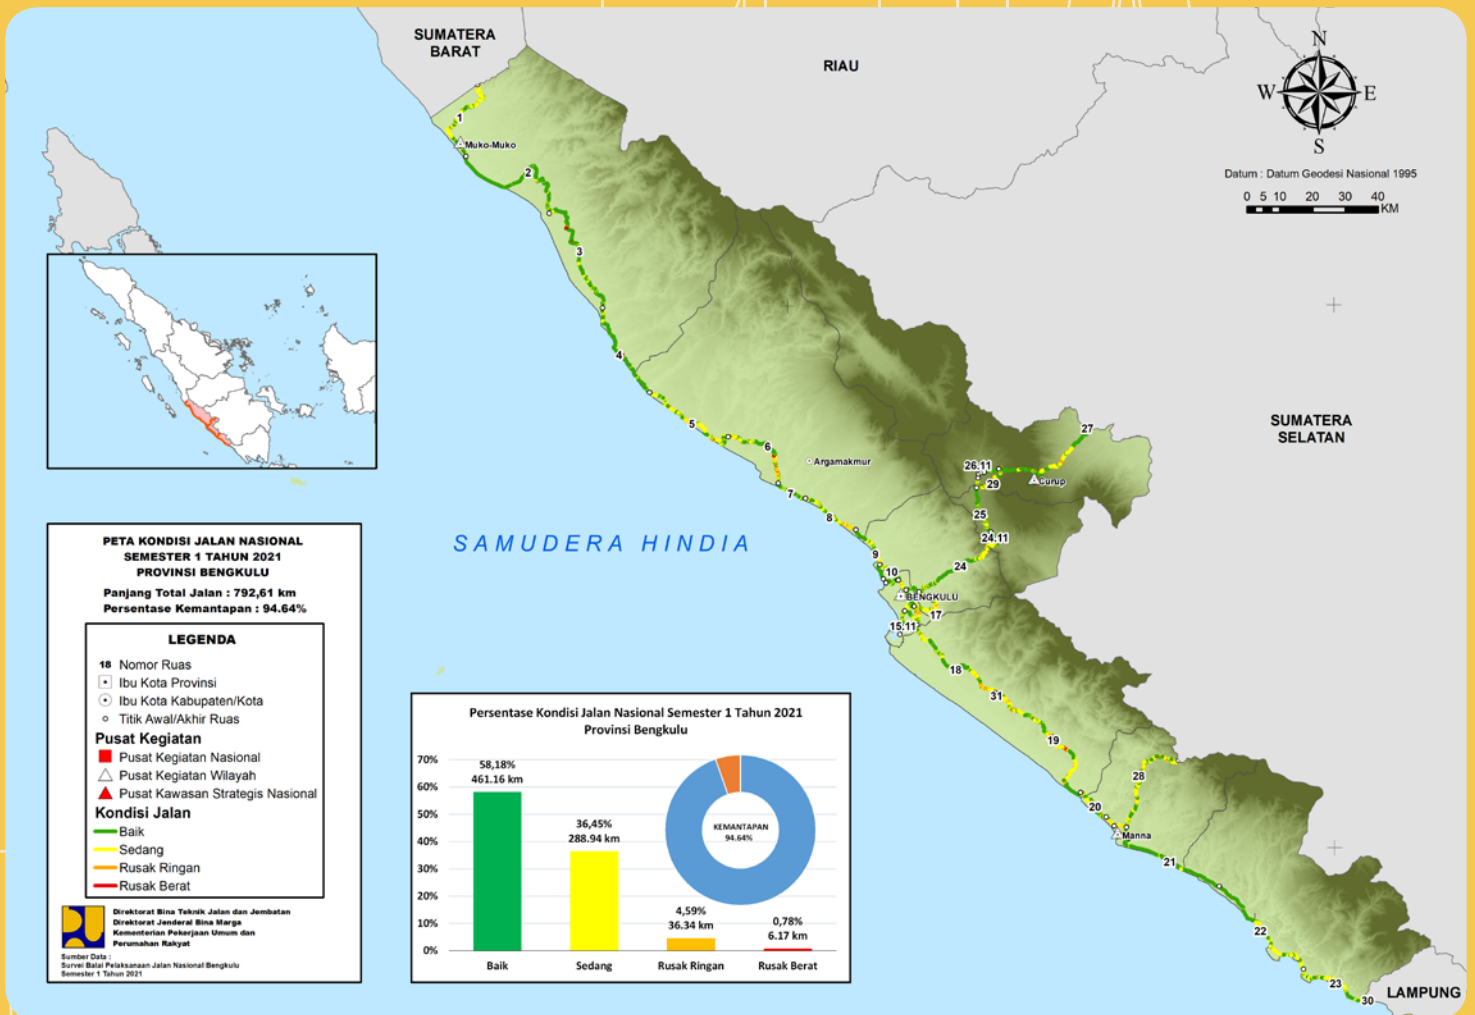 SUMATERA
BARAT
RIAU
N
W
E
S
Datum : Datum Geodesi Nasional 1995
0 5 10 20 30 40
KM
1
Muko-Muko
2
3
4
5
6
Argamakmur
7
8
9
10
BENGKULU
15.11
17
18
31
19
20
Manna
28
21
22
23
30
24
24.11
25
26.11
29
Curup
27
SUMATERA
SELATAN
LAMPUNG
SAMUDERA HINDIA
PETA KONDISI JALAN NASIONAL
SEMESTER 1 TAHUN 2021
PROVINSI BENGKULU
Panjang Total Jalan : 792,61 km
Persentase Kemantapan : 94.64%
LEGENDA
18 Nomor Ruas
Ibu Kota Provinsi
Ibu Kota Kabupaten/Kota
Titik Awal/Akhir Ruas
Pusat Kegiatan
Pusat Kegiatan Nasional
Pusat Kegiatan Wilayah
Pusat Kawasan Strategis Nasional
Kondisi Jalan
Baik
Sedang
Rusak Ringan
Rusak Berat
Direktorat Bina Teknik Jalan dan Jembatan
Direktorat Jenderal Bina Marga
Kementerian Pekerjaan Umum dan
Perumahan Rakyat
Sumber Data :
Survei Balai Pelaksanaan Jalan Nasional Bengkulu
Semester 1 Tahun 2021
Persentase Kondisi Jalan Nasional Semester 1 Tahun 2021
Provinsi Bengkulu
70%
60%
50%
40%
30%
20%
10%
0%
58,18%
461.16 km
36,45%
288.94 km
4,59%
36.34 km
0,78%
6.17 km
KEMANTAPAN
94.64%
Baik
Sedang
Rusak Ringan
Rusak Berat